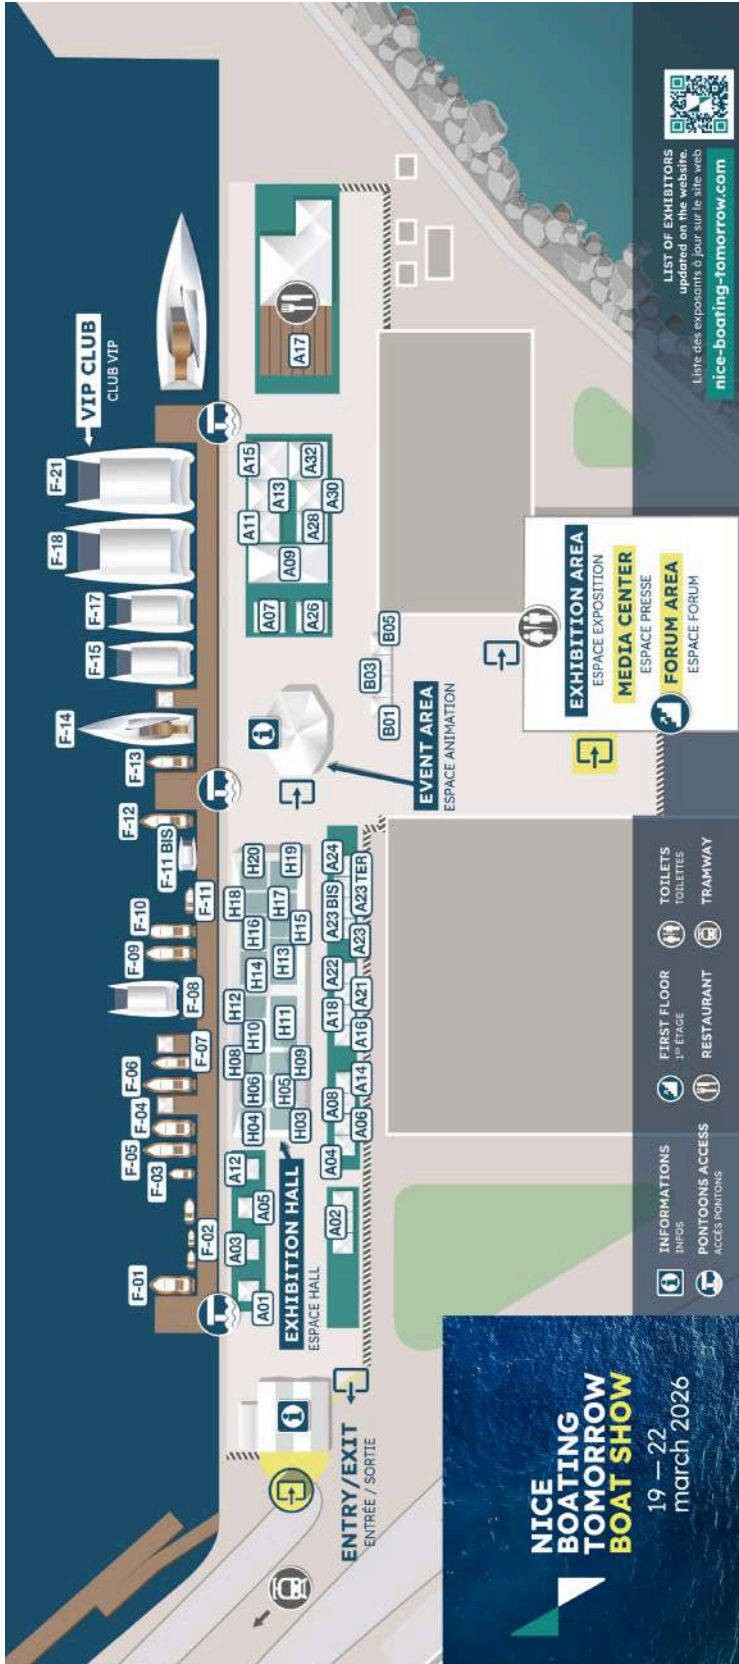 VIP CLUB
CLUB VIP
F-01
F-02
F-03
F-05
F-04
F-06
F-07
F-08
F-09
F-10
F-11
F-11 BIS
F-12
F-13
F-14
F-15
F-17
F-18
F-21
A01
A03
A05
A12
H04
H06
H08
H10
H12
H14
H16
H18
H20
H03
H05
H09
H11
H13
H15
H17
H19
A07
A09
A11
A13
A15
A26
A28
A30
A32
A17
EXHIBITION HALL
ESPACE HALL
A02
A04
A06
A08
A14
A16
A18
A21
A22
A23
A23 BIS
A23 TER
A24
B01
B03
B05
ENTRY/EXIT
ENTRÉE / SORTIE
EVENT AREA
ESPACE ANIMATION
EXHIBITION AREA
ESPACE EXPOSITION
MEDIA CENTER
ESPACE PRESSE
FORUM AREA
ESPACE FORUM
NICE
BOATING
TOMORROW
BOAT SHOW
19 — 22
march 2026
INFORMATIONS
INFOS
PONTOONS ACCESS
ACCÈS PONTONS
FIRST FLOOR
1ER ÉTAGE
RESTAURANT
TOILETS
TOILETTES
TRAMWAY
LIST OF EXHIBITORS
updated on the website.
Liste des exposants à jour sur le site web
nice-boating-tomorrow.com